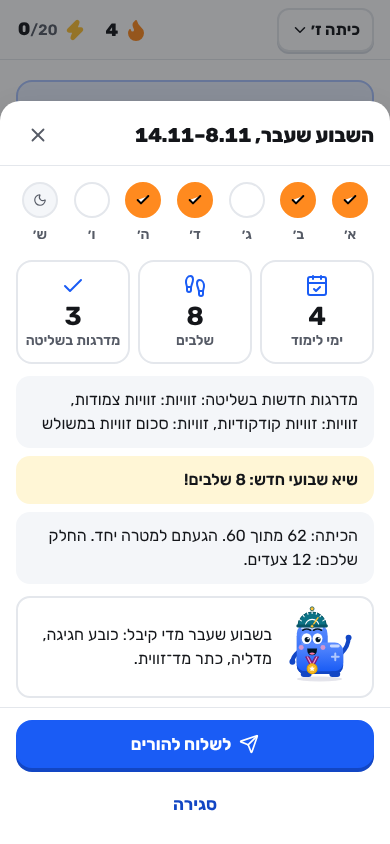 כיתה ז׳
4
0/20
השבוע שעבר, 8.11–14.11
א׳
ב׳
ג׳
ד׳
ה׳
ו׳
ש׳
4
ימי לימוד
8
שלבים
3
מדרגות בשליטה
מדרגות חדשות בשליטה: זוויות: זוויות צמודות,
זוויות: זוויות קודקודיות, זוויות: סכום זוויות במשולש
שיא שבועי חדש: 8 שלבים!
הכיתה: 62 מתוך 60. הגעתם למטרה יחד. החלק
שלכם: 12 צעדים.
בשבוע שעבר מדי קיבל: כובע חגיגה,
מדליה, כתר מד־זווית.
לשלוח להורים
סגירה